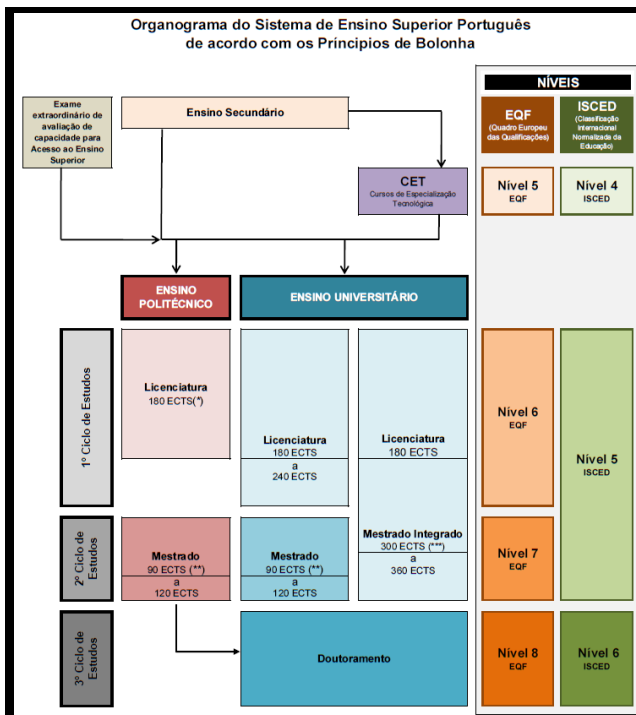 Organograma do Sistema de Ensino Superior Português
de acordo com os Príncipios de Bolonha
NÍVEIS
Exame
extraordinário de
avaliação de
capacidade para
Acesso ao Ensino
Superior
Ensino Secundário
EQF
(Quadro Europeu
das Qualificações)
ISCED
(Classificação
Internacional
Normalizada da
Educação)
CET
Cursos de Especialização
Tecnológica
Nível 5
EQF
Nível 4
ISCED
ENSINO
POLITÉCNICO
ENSINO UNIVERSITÁRIO
1º Ciclo de Estudos
Licenciatura
180 ECTS(*)
Licenciatura
180 ECTS
a
240 ECTS
Licenciatura
180 ECTS
Nível 6
EQF
Nível 5
ISCED
2º Ciclo de
Estudos
Mestrado
90 ECTS (**)
a
120 ECTS
Mestrado
90 ECTS (**)
a
120 ECTS
Mestrado Integrado
300 ECTS (***)
a
360 ECTS
Nível 7
EQF
3º Ciclo de
Estudos
Doutoramento
Nível 8
EQF
Nível 6
ISCED